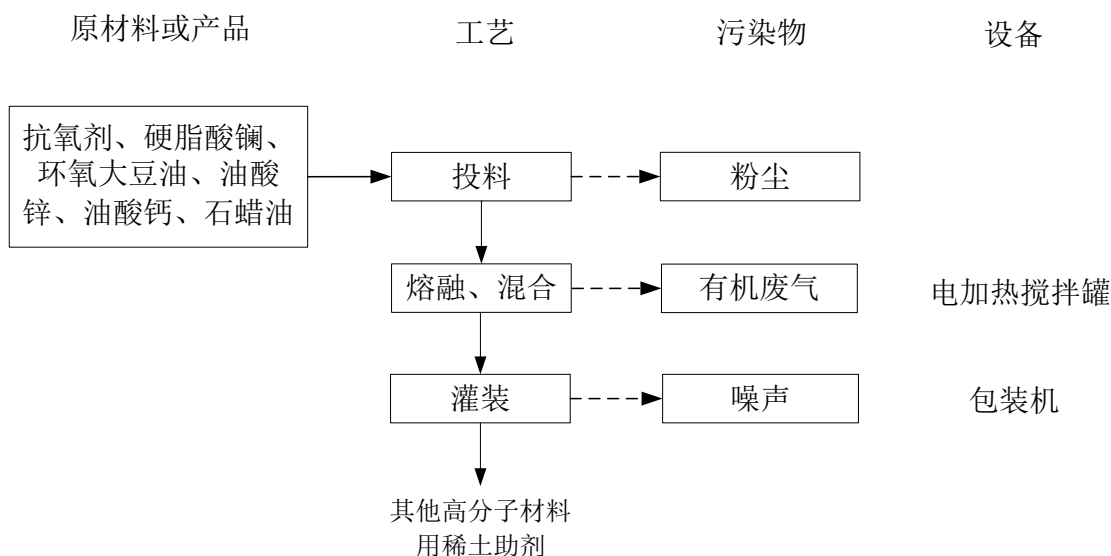 原材料或产品 工艺 污染物 设备
抗氧剂、硬脂酸镧、
环氧大豆油、油酸
锌、油酸钙、石蜡油
投料 粉尘
熔融、混合 有机废气 电加热搅拌罐
灌装 噪声 包装机
其他高分子材料
用稀土助剂